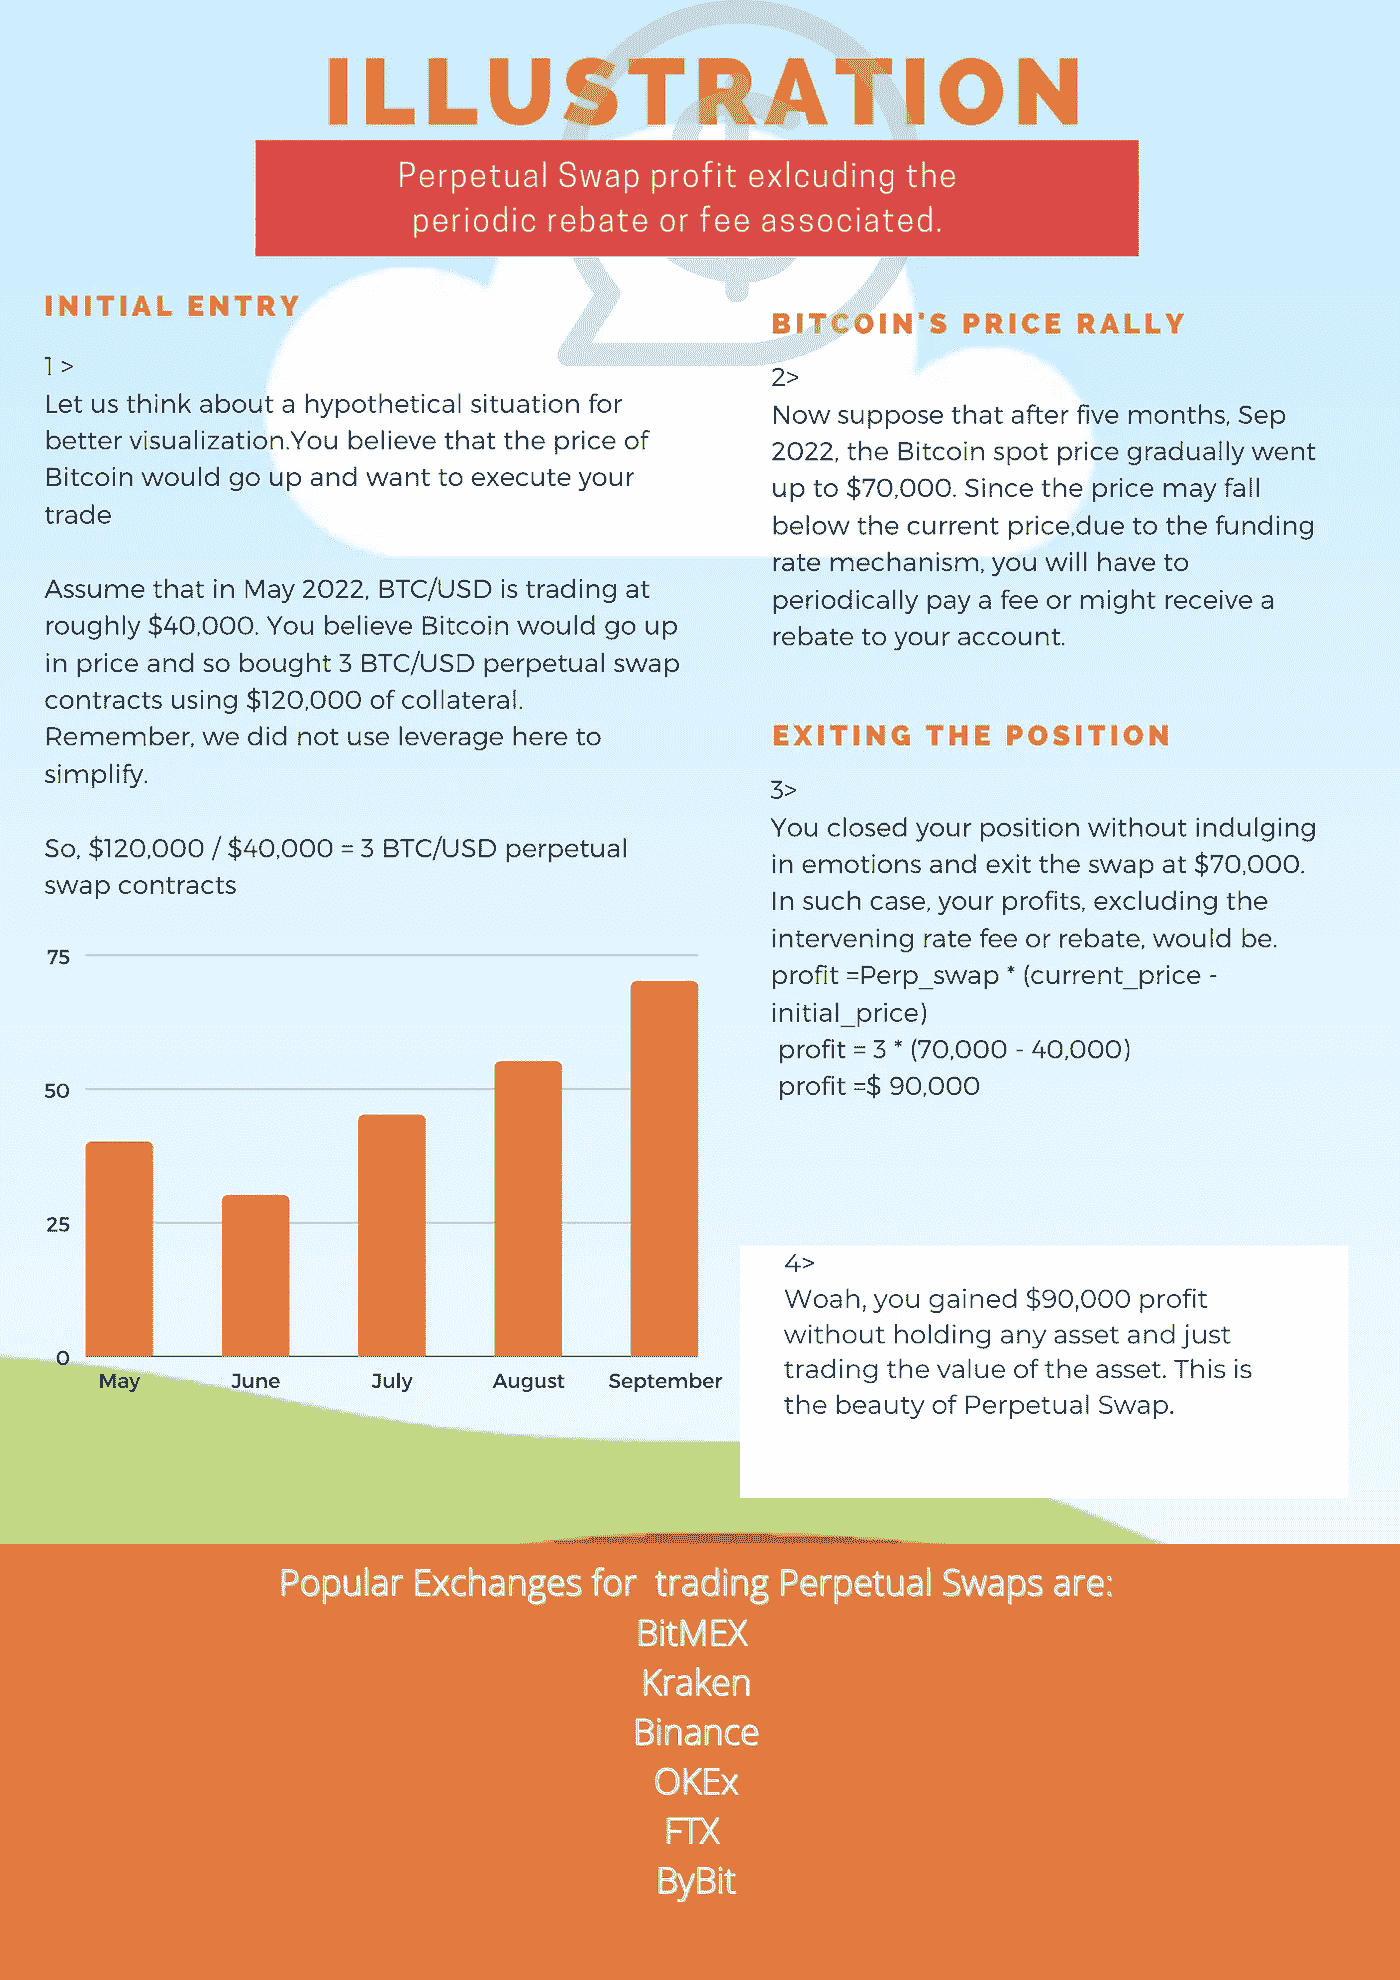 ILLUSTRATION
Perpetual Swap profit exlcuding the
periodic rebate or fee associated.
INITIAL ENTRY
1 >
Let us think about a hypothetical situation for
better visualization.You believe that the price of
Bitcoin would go up and want to execute your
trade
Assume that in May 2022, BTC/USD is trading at
roughly $40,000. You believe Bitcoin would go up
in price and so bought 3 BTC/USD perpetual swap
contracts using $120,000 of collateral.
Remember, we did not use leverage here to
simplify.
So, $120,000 / $40,000 = 3 BTC/USD perpetual
swap contracts
75
50
25
0
May June July August September
BITCOIN'S PRICE RALLY
2>
Now suppose that after five months, Sep
2022, the Bitcoin spot price gradually went
up to $70,000. Since the price may fall
below the current price,due to the funding
rate mechanism, you will have to
periodically pay a fee or might receive a
rebate to your account.
EXITING THE POSITION
3>
You closed your position without indulging
in emotions and exit the swap at $70,000.
In such case, your profits, excluding the
intervening rate fee or rebate, would be.
profit =Perp_swap * (current_price -
initial_price)
profit = 3 * (70,000 - 40,000)
profit =$ 90,000
4>
Woah, you gained $90,000 profit
without holding any asset and just
trading the value of the asset. This is
the beauty of Perpetual Swap.
Popular Exchanges for trading Perpetual Swaps are:
BitMEX
Kraken
Binance
OKEx
FTX
ByBit